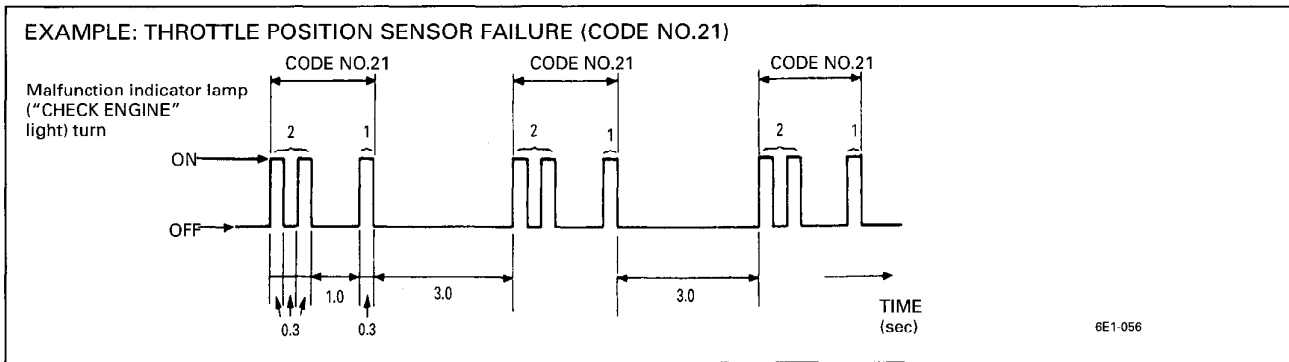 EXAMPLE: THROTTLE POSITION SENSOR FAILURE (CODE NO.21)
CODE NO.21 CODE NO.21 CODE NO.21
Malfunction indicator lamp
("CHECK ENGINE"
light) turn
2 1 2 1 2 1
ON
OFF
1.0 3.0 3.0
0.3 0.3
TIME
(sec)
6E1-056